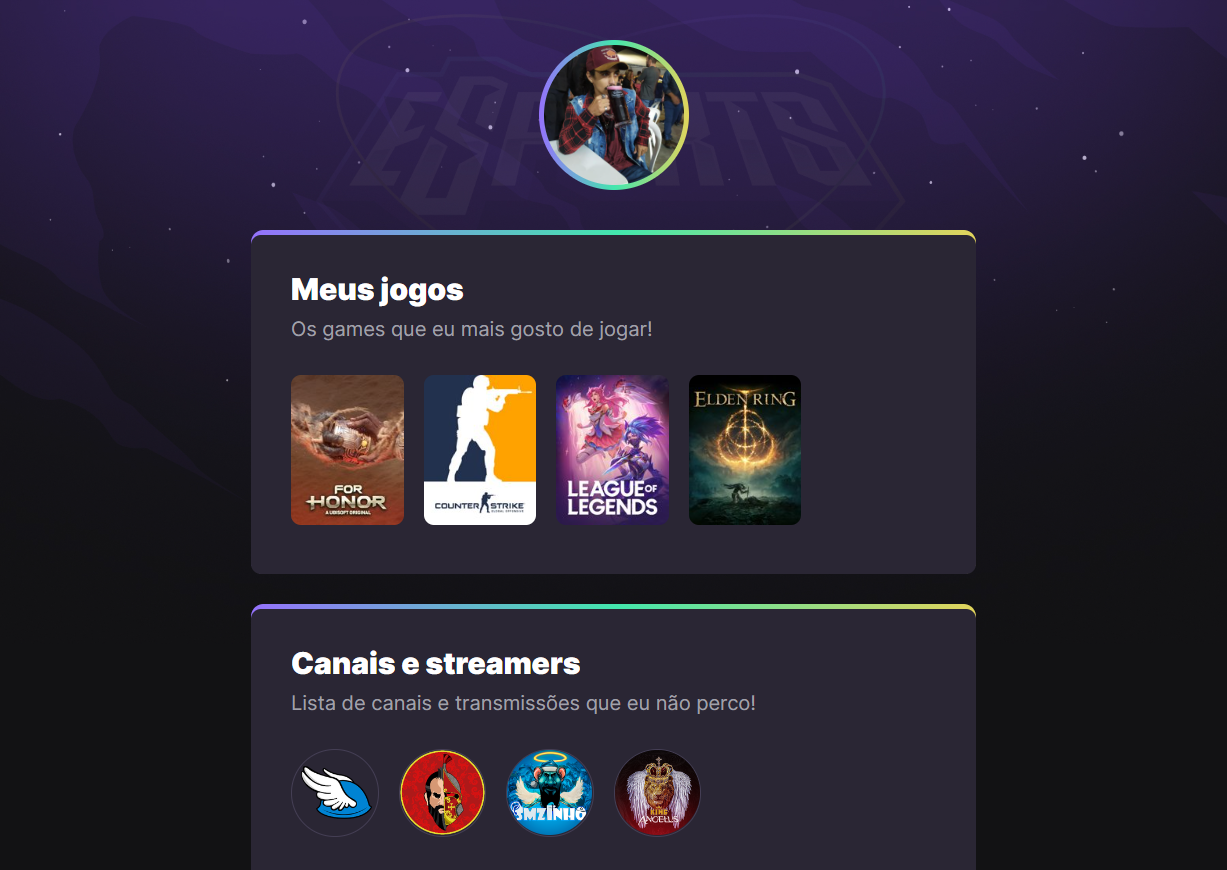 ESPORTS
Meus jogos
Os games que eu mais gosto de jogar!
FOR
HONOR
A UBISOFT ORIGINAL
COUNTER STRIKE
GLOBAL OFFENSIVE
LEAGUE OF
LEGENDS
ELDEN RING
Canais e streamers
Lista de canais e transmissões que eu não perco!
SMZINHO
KING
ANGELLUS